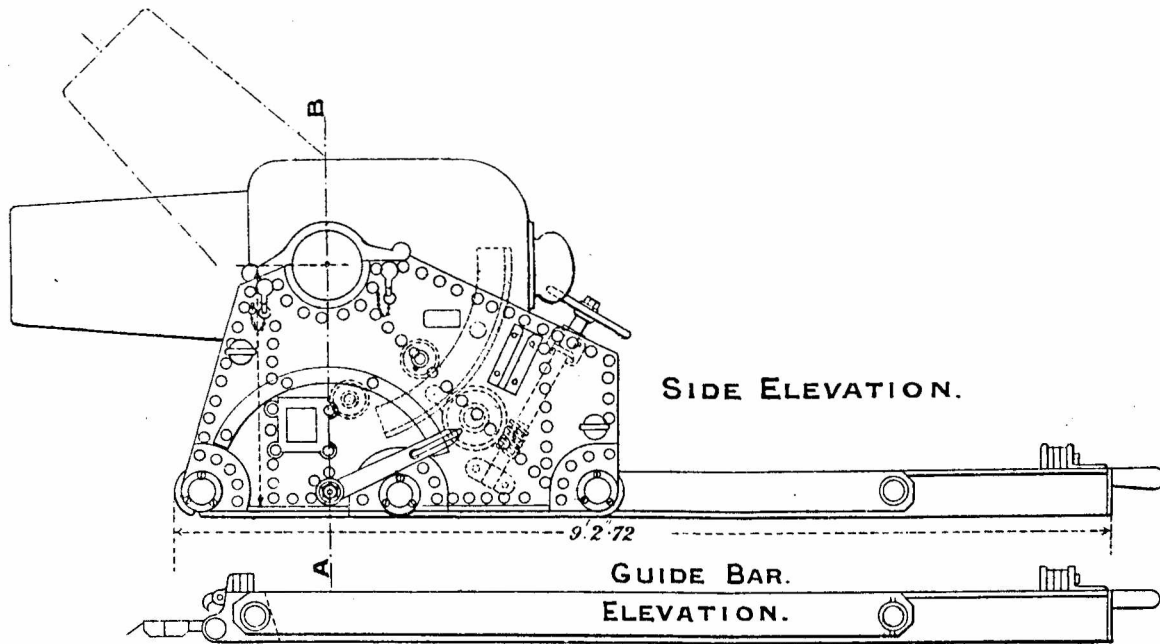 B
SIDE ELEVATION.
9' 2" 72
A
GUIDE BAR.
ELEVATION.